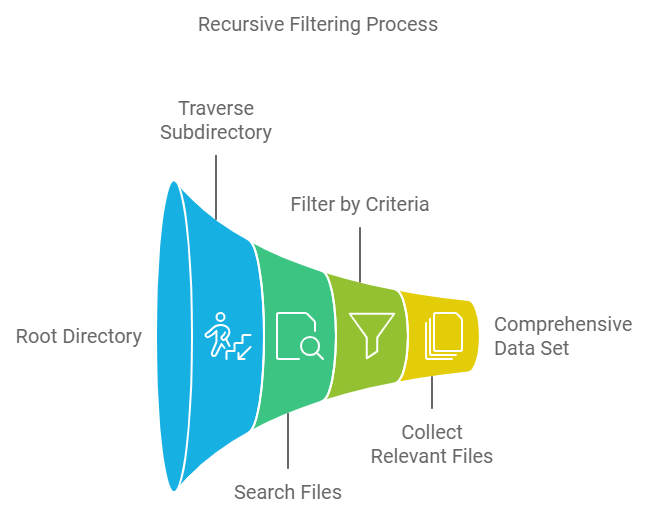 Recursive Filtering Process
Traverse
Subdirectory
Filter by Criteria
Root Directory
Comprehensive
Data Set
Collect
Relevant Files
Search Files